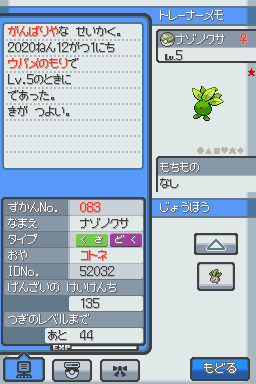 がんばりやな せいかく。
2020ねん12がつ1にち
ウバメのもりで
Lv.5のときに
であった。
きが つよい。
トレーナーメモ
ナゾノクサ ♀
Lv.5
もちもの
なし
じょうほう
ずかんNo. 083
なまえ ナゾノクサ
タイプ くさ どく
おや コトネ
IDNo. 52032
げんざいの けいけんち
135
つぎのレベルまで
あと 44
EXP
もどる